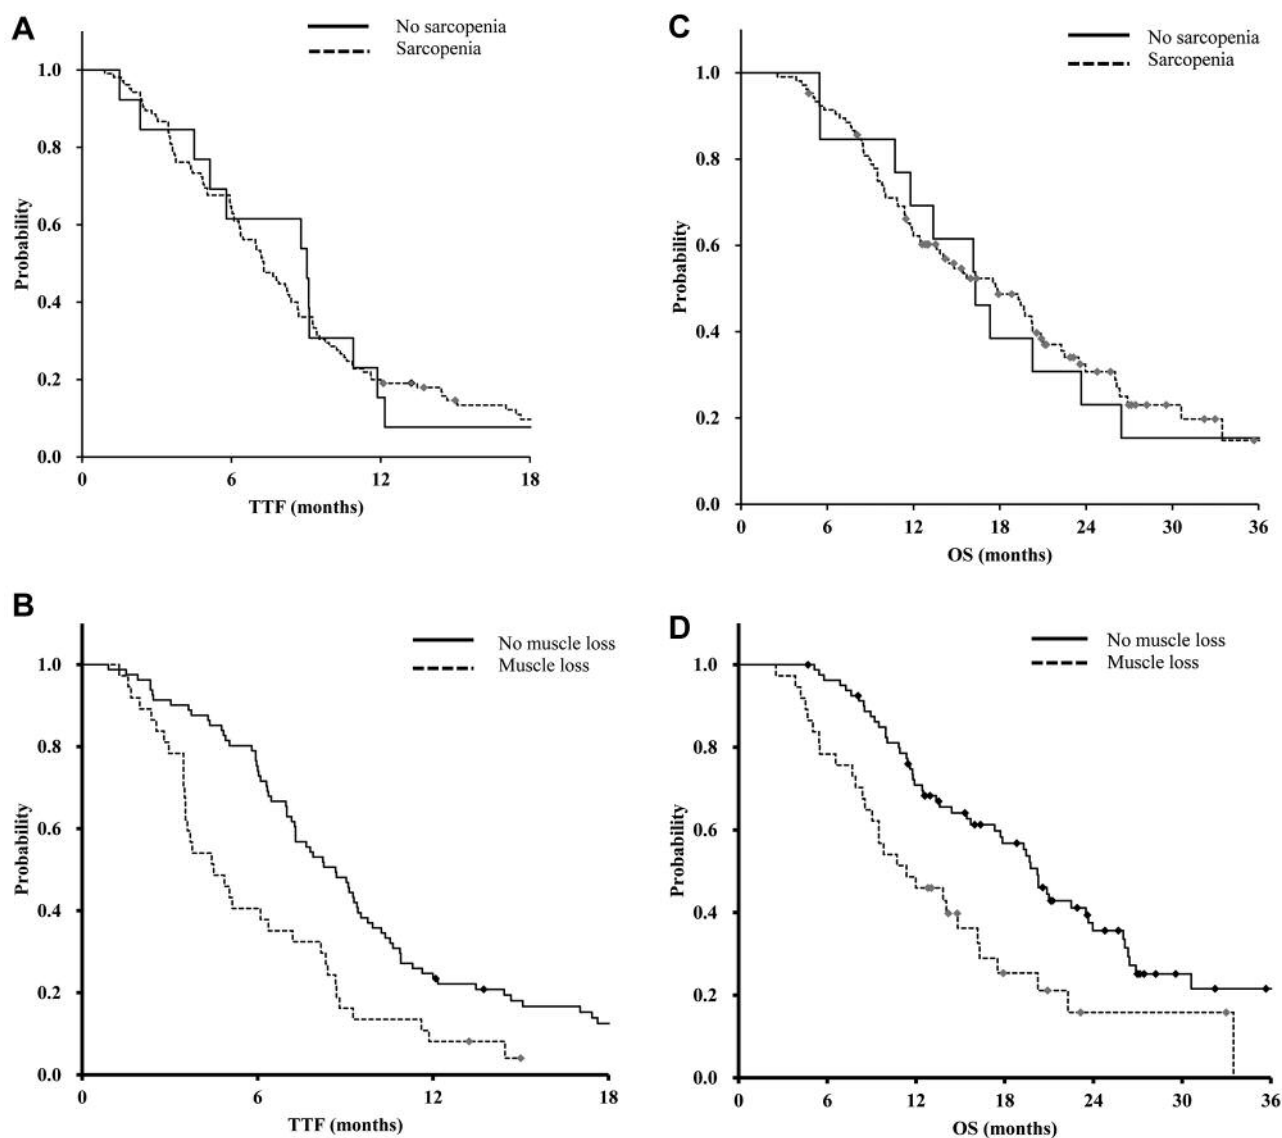 A
No sarcopenia
Sarcopenia
1.0
0.8
0.6
0.4
0.2
0.0
Probability
0 6 12 18
TTF (months)
C
No sarcopenia
Sarcopenia
1.0
0.8
0.6
0.4
0.2
0.0
Probability
0 6 12 18 24 30 36
OS (months)
B
No muscle loss
Muscle loss
1.0
0.8
0.6
0.4
0.2
0.0
Probability
0 6 12 18
TTF (months)
D
No muscle loss
Muscle loss
1.0
0.8
0.6
0.4
0.2
0.0
Probability
0 6 12 18 24 30 36
OS (months)